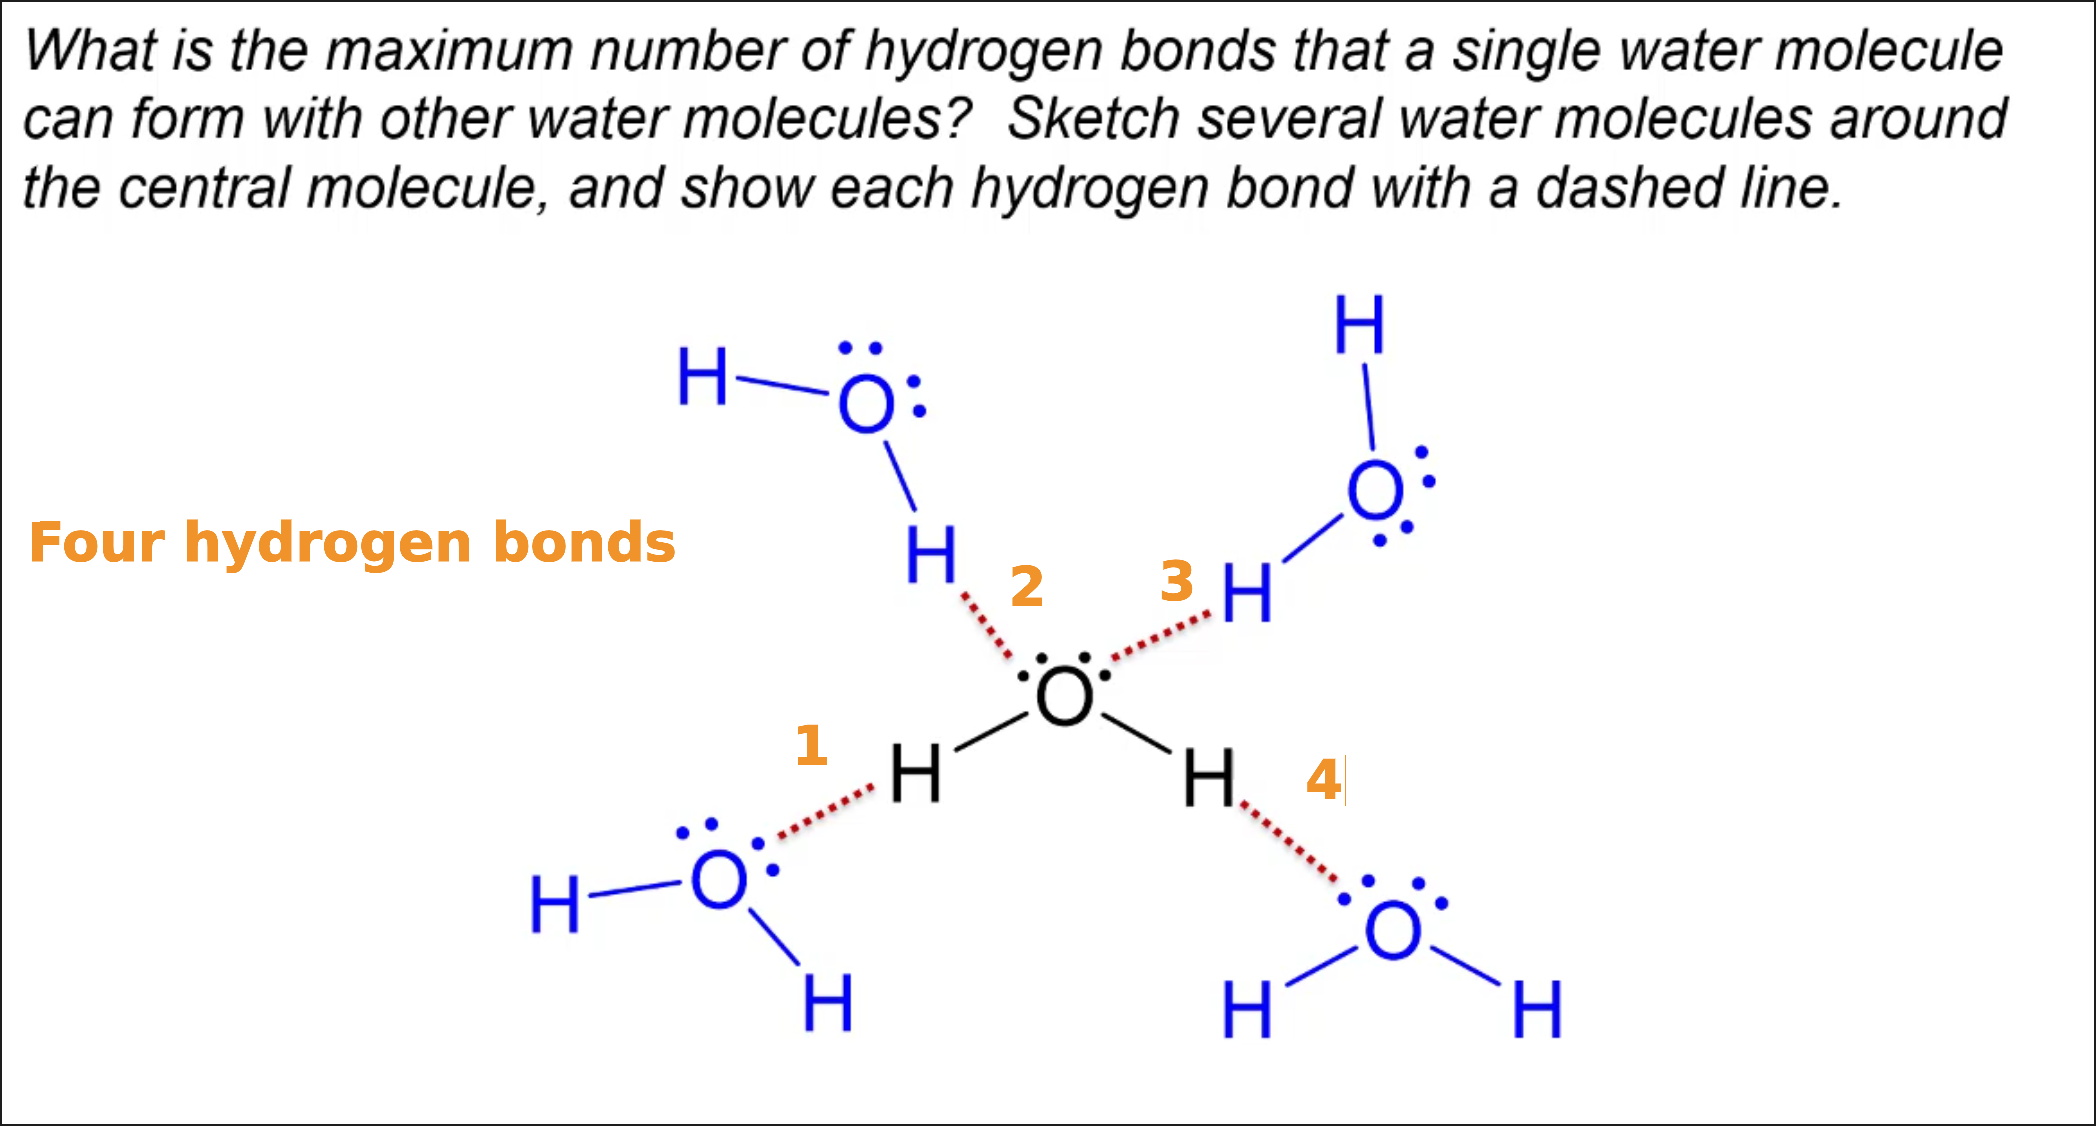 What is the maximum number of hydrogen bonds that a single water molecule
can form with other water molecules? Sketch several water molecules around
the central molecule, and show each hydrogen bond with a dashed line.
H
H
O
O
Four hydrogen bonds
H
2
3
H
O
1
H
H
4
O
H
O
H
H
H